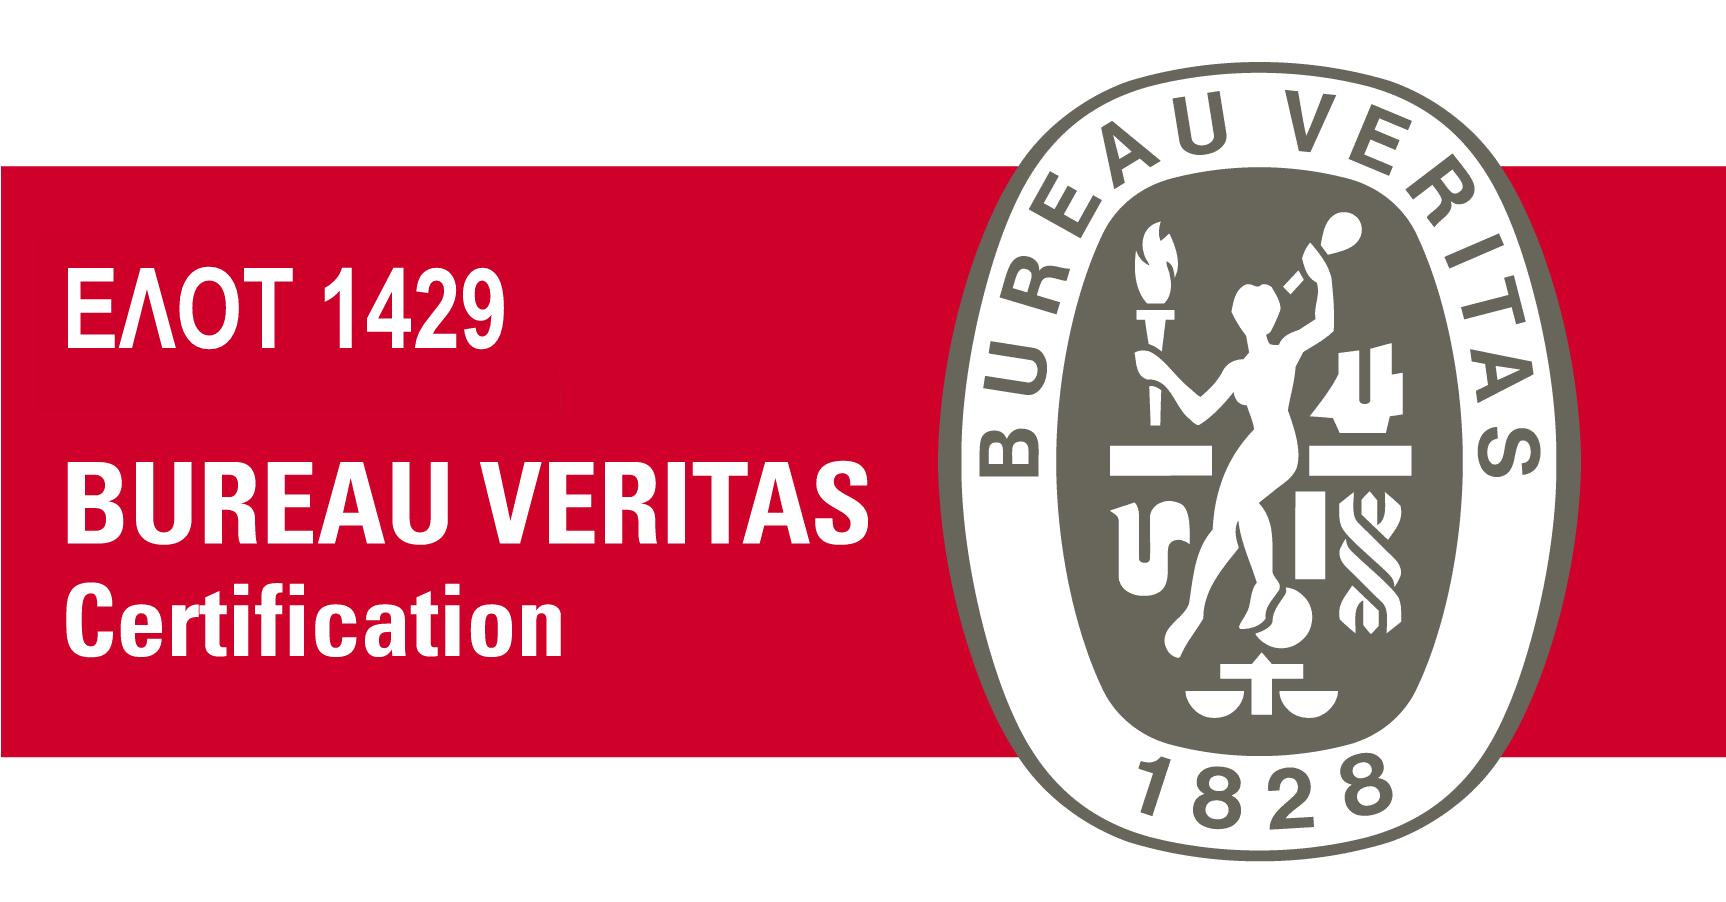 ΕΛΟΤ 1429
BUREAU VERITAS
Certification
BUREAU VERITAS
1828